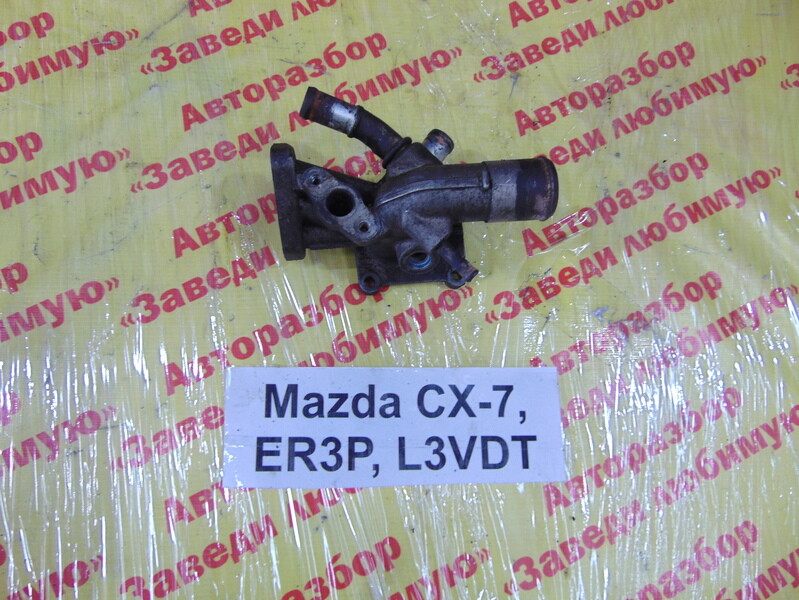 Авторазбор
«Заведи любимую»
Mazda CX-7,
ER3P, L3VDT